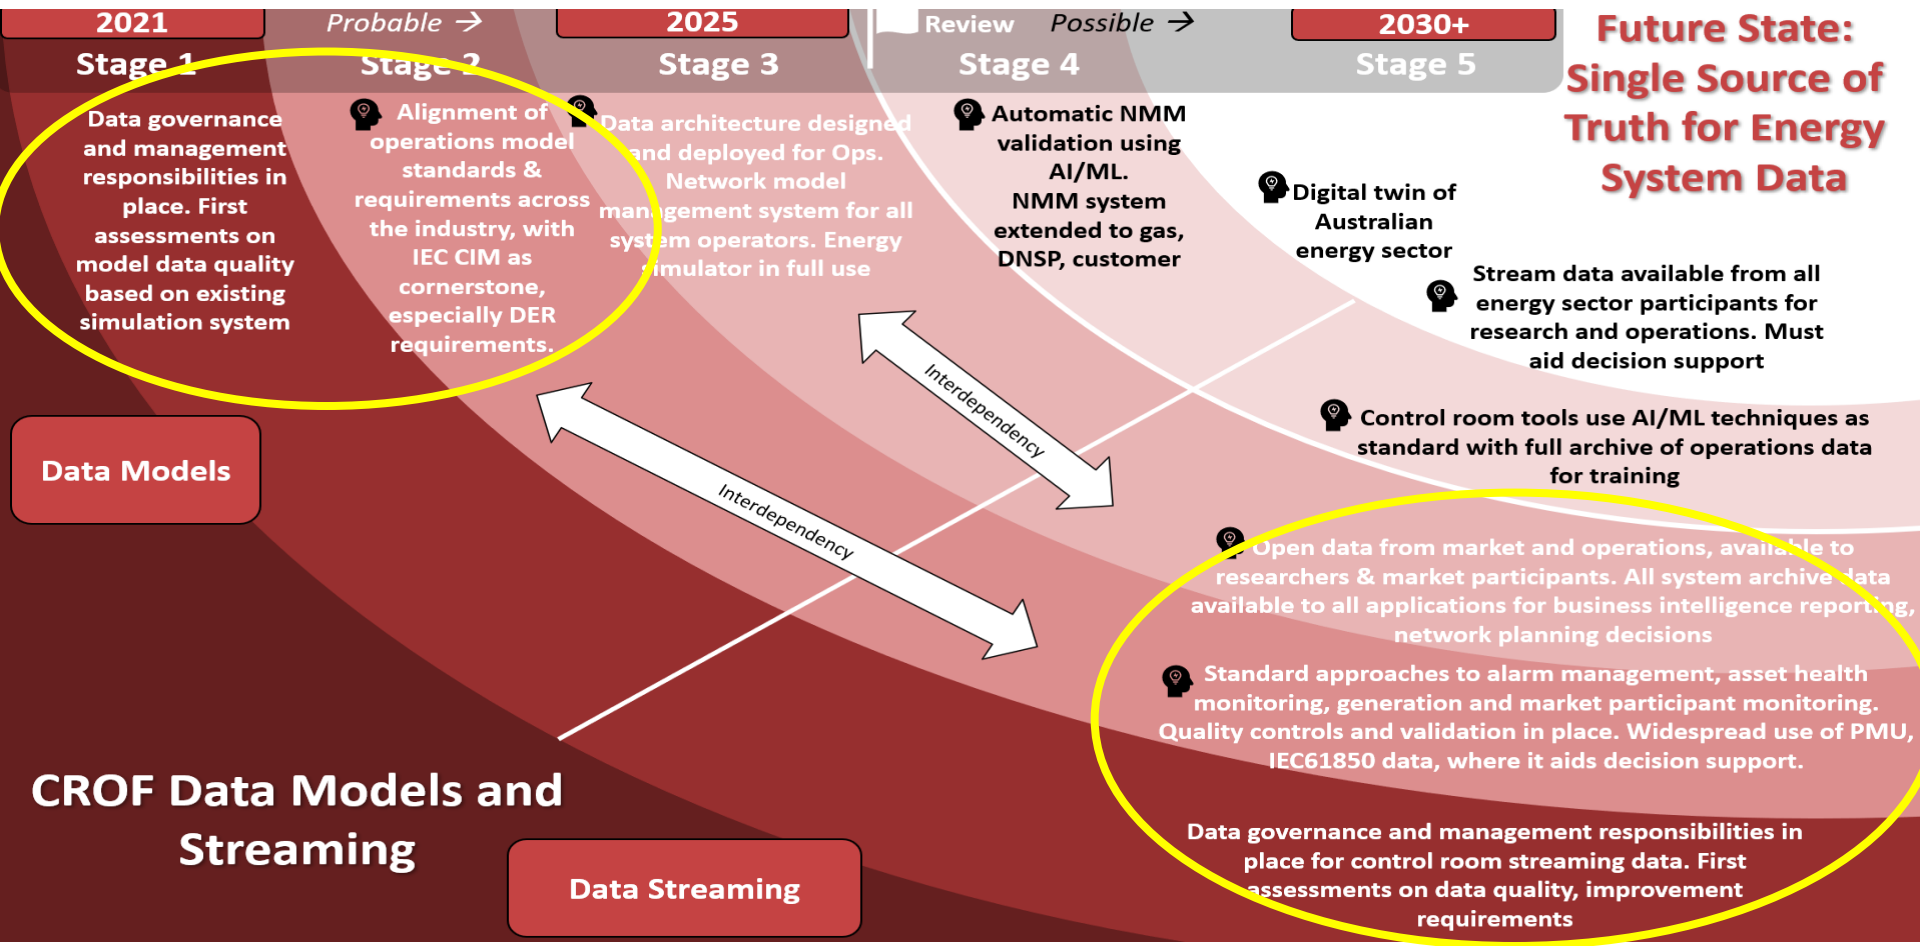 2021
Probable →
2025
Review
Possible →
2030+
Stage 1
Stage 2
Stage 3
Stage 4
Stage 5
Future State:
Single Source of
Truth for Energy
System Data
Data governance
and management
responsibilities in
place. First
assessments on
model data quality
based on existing
simulation system
Alignment of
operations model
standards &
requirements across
the industry, with
IEC CIM as
cornerstone,
especially DER
requirements.
Data architecture designed
and deployed for Ops.
Network model
management system for all
system operators. Energy
simulator in full use
Automatic NMM
validation using
AI/ML.
NMM system
extended to gas,
DNSP, customer
Digital twin of
Australian
energy sector
Stream data available from all
energy sector participants for
research and operations. Must
aid decision support
Control room tools use AI/ML techniques as
standard with full archive of operations data
for training
Interdependency
Interdependency
Data Models
Open data from market and operations, available to
researchers & market participants. All system archive data
available to all applications for business intelligence reporting,
network planning decisions
Standard approaches to alarm management, asset health
monitoring, generation and market participant monitoring.
Quality controls and validation in place. Widespread use of PMU,
IEC61850 data, where it aids decision support.
Data governance and management responsibilities in
place for control room streaming data. First
assessments on data quality, improvement
requirements
CROF Data Models and
Streaming
Data Streaming